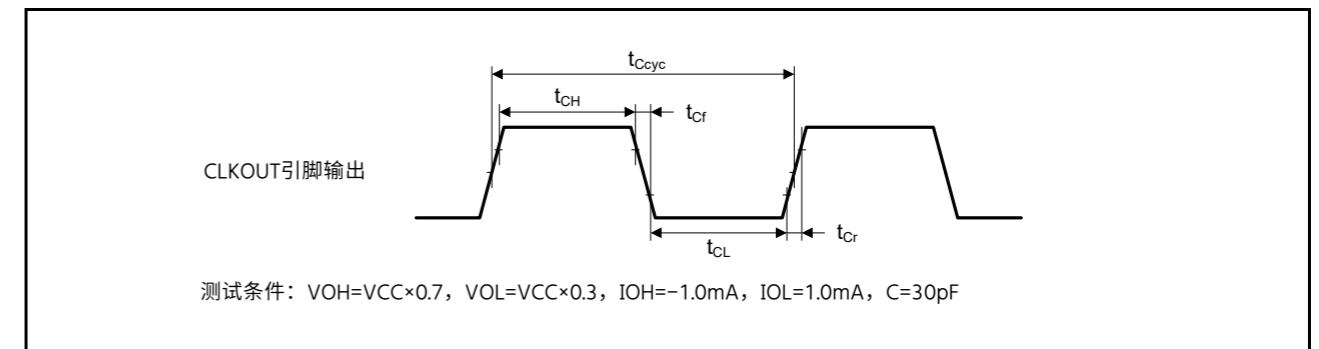 tCcyc
tCH
tCf
CLKOUT引脚输出
tCr
tCL
测试条件：VOH=VCC×0.7，VOL=VCC×0.3，IOH=−1.0mA，IOL=1.0mA，C=30pF